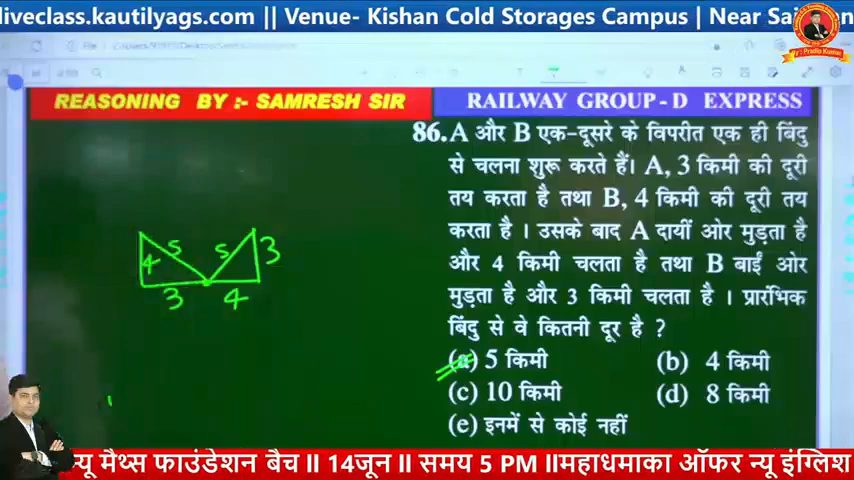 liveclass.kautilyags.com || Venue- Kishan Cold Storages Campus | Near Sai
REASONING BY :- SAMRESH SIR
RAILWAY GROUP-D EXPRESS
86. A और B एक-दूसरे के विपरीत एक ही बिंदु
से चलना शुरू करते हैं। A, 3 किमी की दूरी
तय करता है तथा B, 4 किमी की दूरी तय
करता है । उसके बाद A दायीं ओर मुड़ता है
और 4 किमी चलता है तथा B बाईं ओर
मुड़ता है और 3 किमी चलता है । प्रारंभिक
बिंदु से वे कितनी दूर है ?
(a) 5 किमी (b) 4 किमी
(c) 10 किमी (d) 8 किमी
(e) इनमें से कोई नहीं
4 5 5 3
3 4
न्यू मैथ्स फाउंडेशन बैच II 14जून II समय 5 PM IIमहाधमाका ऑफर न्यू इंग्लिश